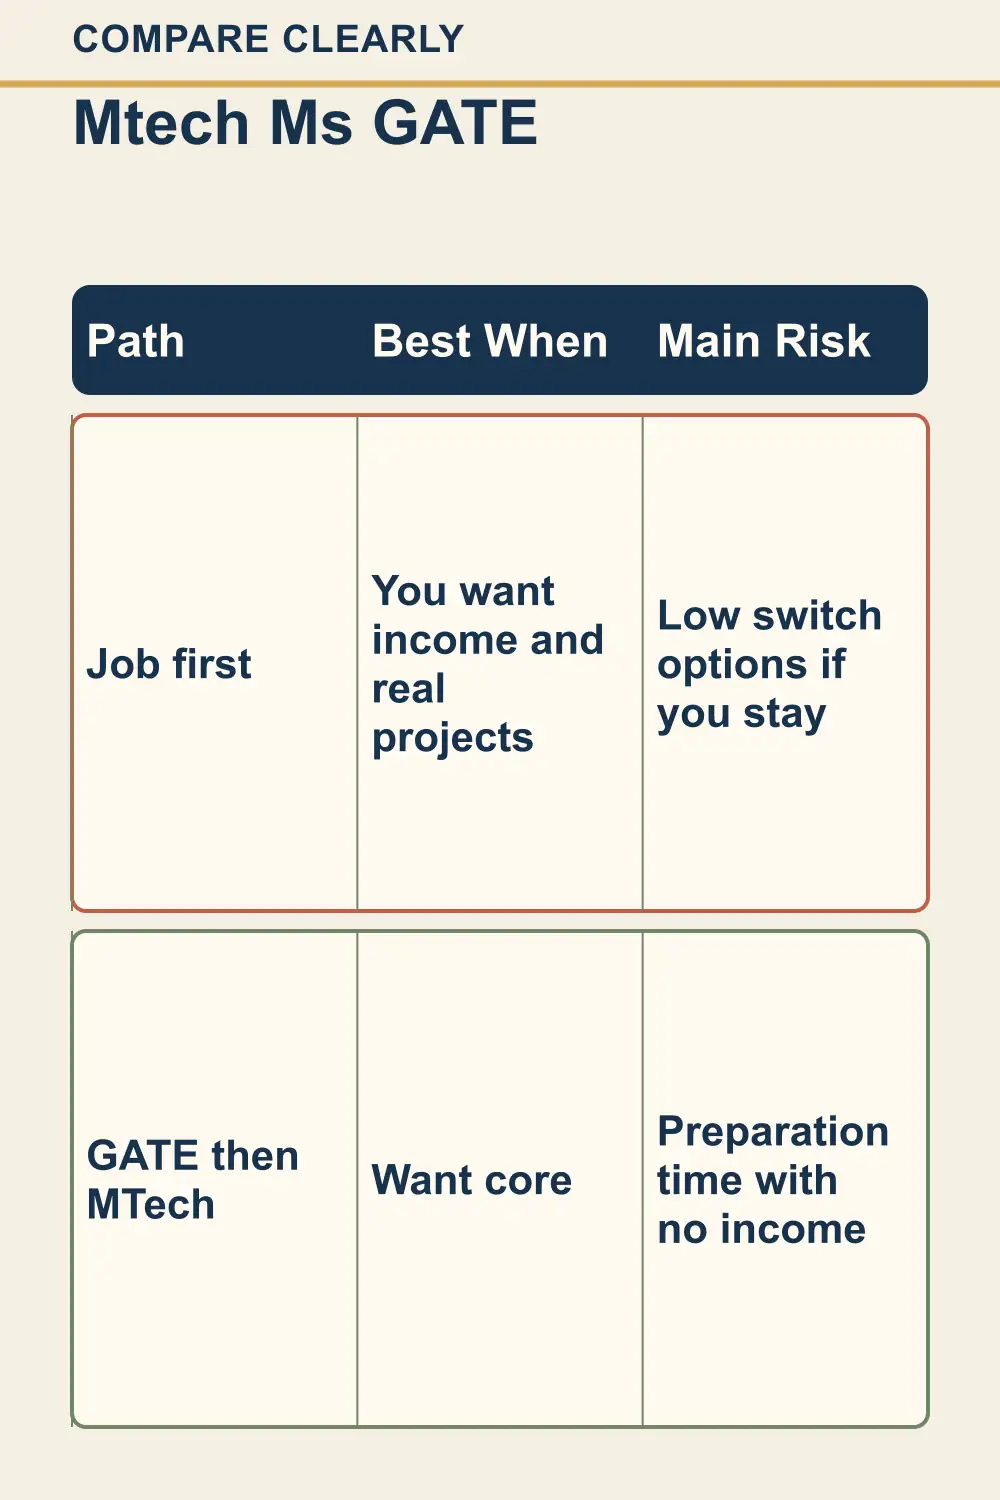 COMPARE CLEARLY
Mtech Ms GATE
Path
Best When
Main Risk
Job first
You want
income and
real
projects
Low switch
options if
you stay
GATE then
MTech
Want core
Preparation
time with
no income